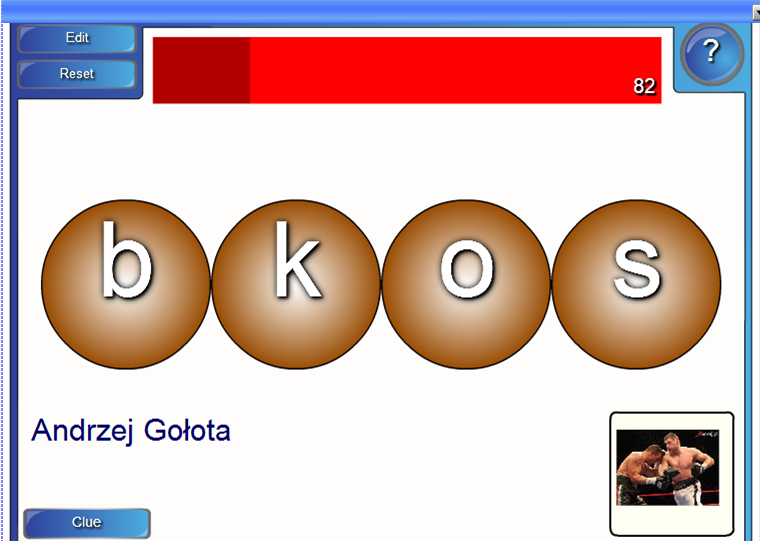 Edit
Reset
?
82
b k o s
Andrzej Gołota
Clue